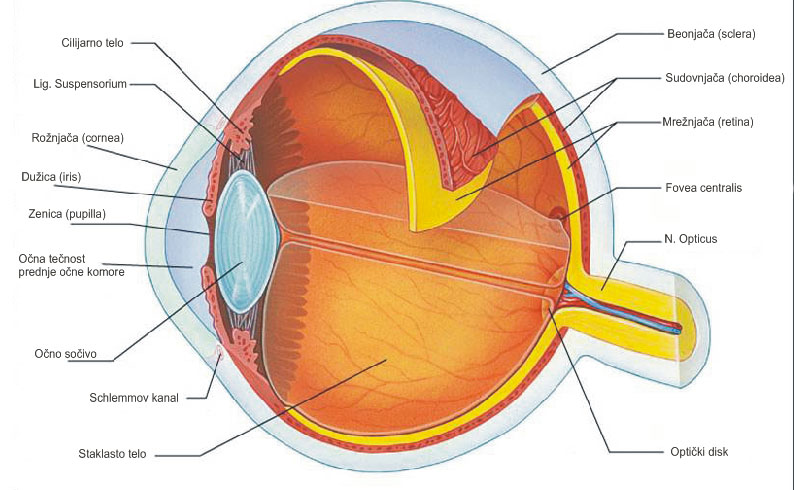 Cilijarno telo
Lig. Suspensorium
Rožnjača (cornea)
Dužica (iris)
Zenica (pupilla)
Očna tečnost
prednje očne komore
Očno sočivo
Schlemmov kanal
Staklasto telo
Beonjača (sclera)
Sudovnjača (choroidea)
Mrežnjača (retina)
Fovea centralis
N. Opticus
Optički disk